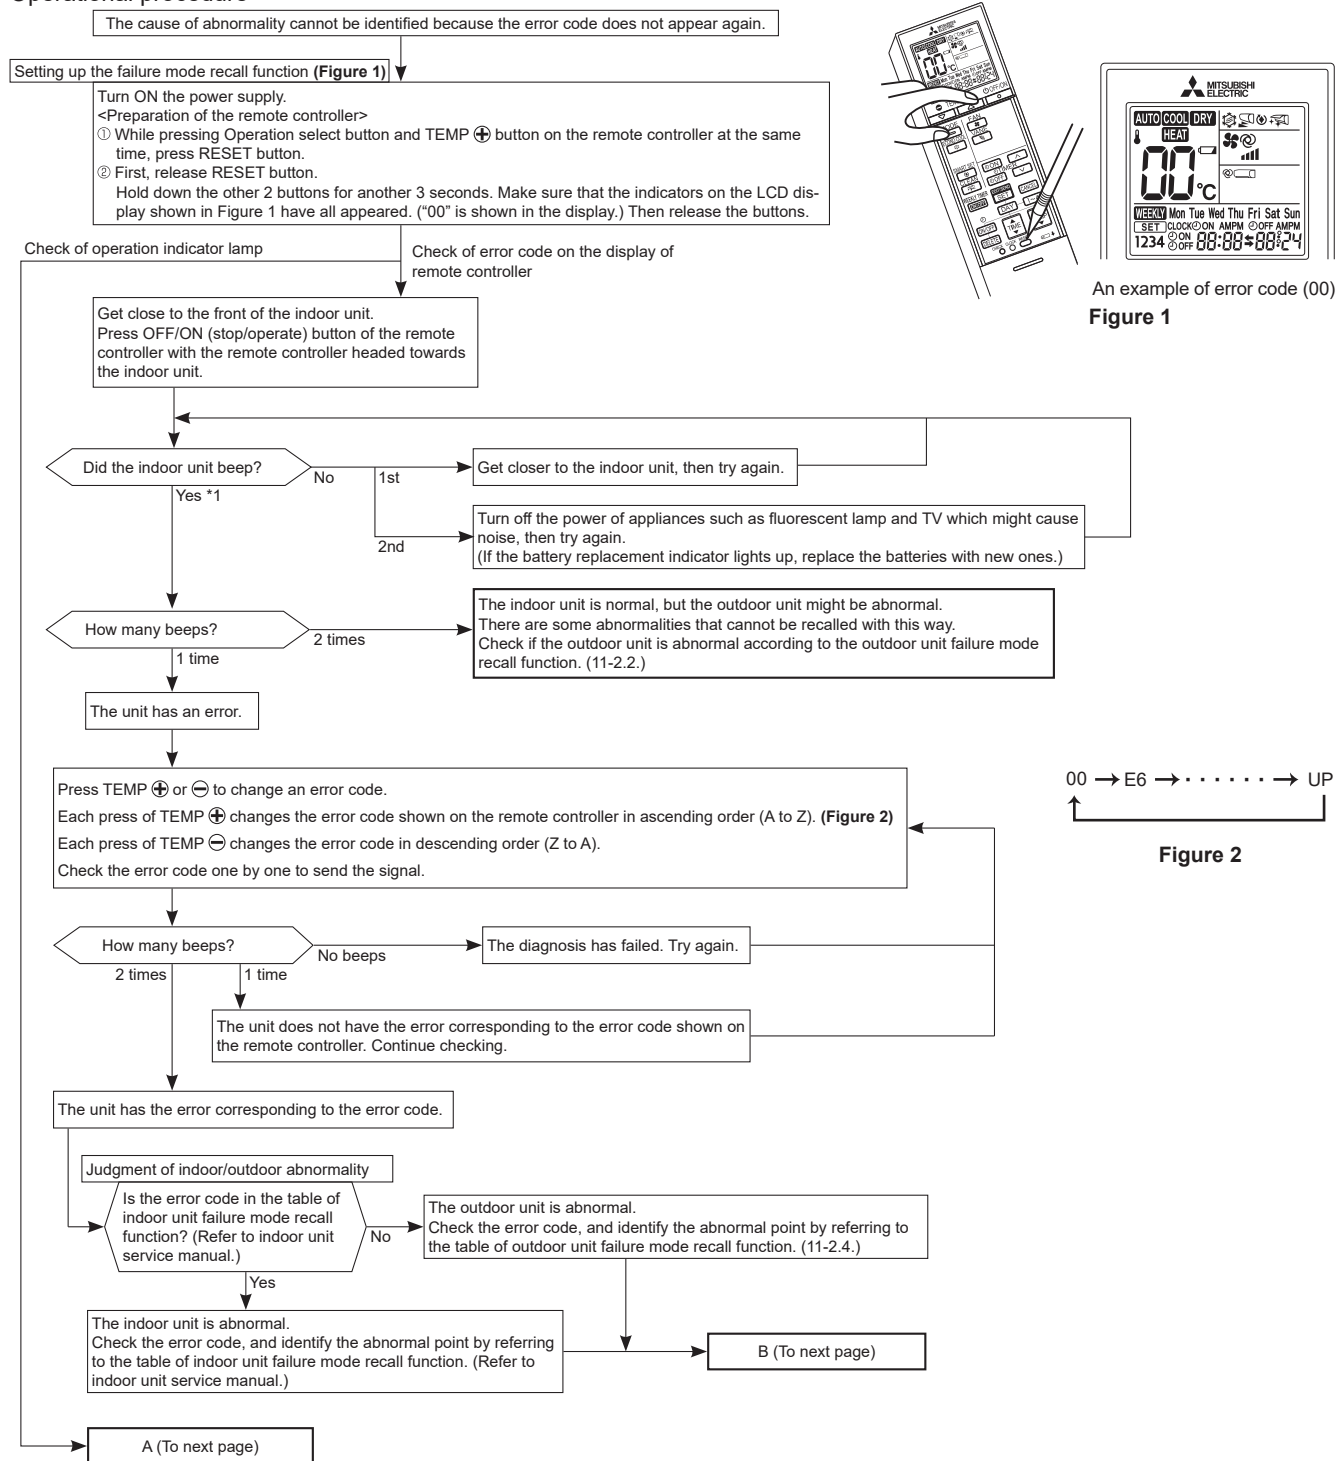 Operational procedure
The cause of abnormality cannot be identified because the error code does not appear again.
Setting up the failure mode recall function (Figure 1)
Turn ON the power supply.
<Preparation of the remote controller>
① While pressing Operation select button and TEMP ⊕ button on the remote controller at the same
time, press RESET button.
② First, release RESET button.
Hold down the other 2 buttons for another 3 seconds. Make sure that the indicators on the LCD dis-
play shown in Figure 1 have all appeared. (“00” is shown in the display.) Then release the buttons.
MITSUBISHI
ELECTRIC
AUTO COOL DRY
HEAT
00 °C
WEEKLY Mon Tue Wed Thu Fri Sat Sun
SET CLOCK ON AMPM OFF AMPM
1234 ON
OFF 88:88 88:24
An example of error code (00)
Figure 1
Check of operation indicator lamp
Check of error code on the display of
remote controller
Get close to the front of the indoor unit.
Press OFF/ON (stop/operate) button of the remote
controller with the remote controller headed towards
the indoor unit.
Did the indoor unit beep?
No
1st
Get closer to the indoor unit, then try again.
Yes *1
2nd
Turn off the power of appliances such as fluorescent lamp and TV which might cause
noise, then try again.
(If the battery replacement indicator lights up, replace the batteries with new ones.)
How many beeps?
2 times
The indoor unit is normal, but the outdoor unit might be abnormal.
There are some abnormalities that cannot be recalled with this way.
Check if the outdoor unit is abnormal according to the outdoor unit failure mode
recall function. (11-2.2.)
1 time
The unit has an error.
Press TEMP ⊕ or ⊖ to change an error code.
Each press of TEMP ⊕ changes the error code shown on the remote controller in ascending order (A to Z). (Figure 2)
Each press of TEMP ⊖ changes the error code in descending order (Z to A).
Check the error code one by one to send the signal.
00 → E6 → · · · · · · → UP
Figure 2
How many beeps?
No beeps
The diagnosis has failed. Try again.
2 times
1 time
The unit does not have the error corresponding to the error code shown on
the remote controller. Continue checking.
The unit has the error corresponding to the error code.
Judgment of indoor/outdoor abnormality
Is the error code in the table of
indoor unit failure mode recall
function? (Refer to indoor unit
service manual.)
No
The outdoor unit is abnormal.
Check the error code, and identify the abnormal point by referring to
the table of outdoor unit failure mode recall function. (11-2.4.)
Yes
The indoor unit is abnormal.
Check the error code, and identify the abnormal point by referring
to the table of indoor unit failure mode recall function. (Refer to
indoor unit service manual.)
B (To next page)
A (To next page)